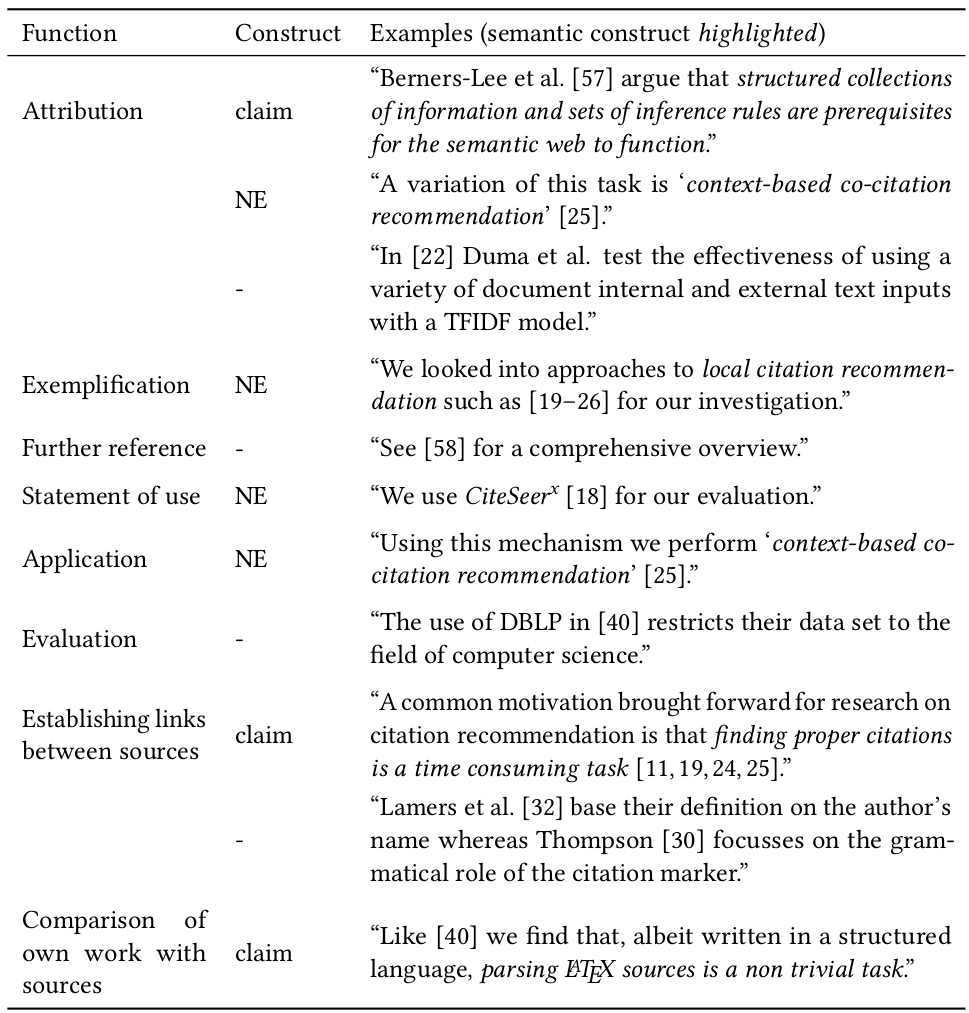 Function Construct Examples (semantic construct highlighted)
“Berners-Lee et al. [57] argue that structured collections
Attribution claim of information and sets of inference rules are prerequisites
for the semantic web to function.”
“A variation of this task is ‘context-based co-citation
NE
recommendation’ [25].”
“In [22] Duma et al. test the effectiveness of using a
- variety of document internal and external text inputs
with a TFIDF model.”
“We looked into approaches to local citation recommen-
Exemplification NE
dation such as [19–26] for our investigation.”
Further reference - “See [58] for a comprehensive overview.”
Statement of use NE “We use CiteSeerˣ [18] for our evaluation.”
“Using this mechanism we perform ‘context-based co-
Application NE
citation recommendation’ [25].”
“The use of DBLP in [40] restricts their data set to the
Evaluation -
field of computer science.”
“A common motivation brought forward for research on
Establishing links
between sources
claim
citation recommendation is that finding proper citations
is a time consuming task [11, 19, 24, 25].”
“Lamers et al. [32] base their definition on the author’s
- name whereas Thompson [30] focusses on the gram-
matical role of the citation marker.”
Comparison of
own work with
sources
claim
“Like [40] we find that, albeit written in a structured
language, parsing LATEX sources is a non trivial task.”